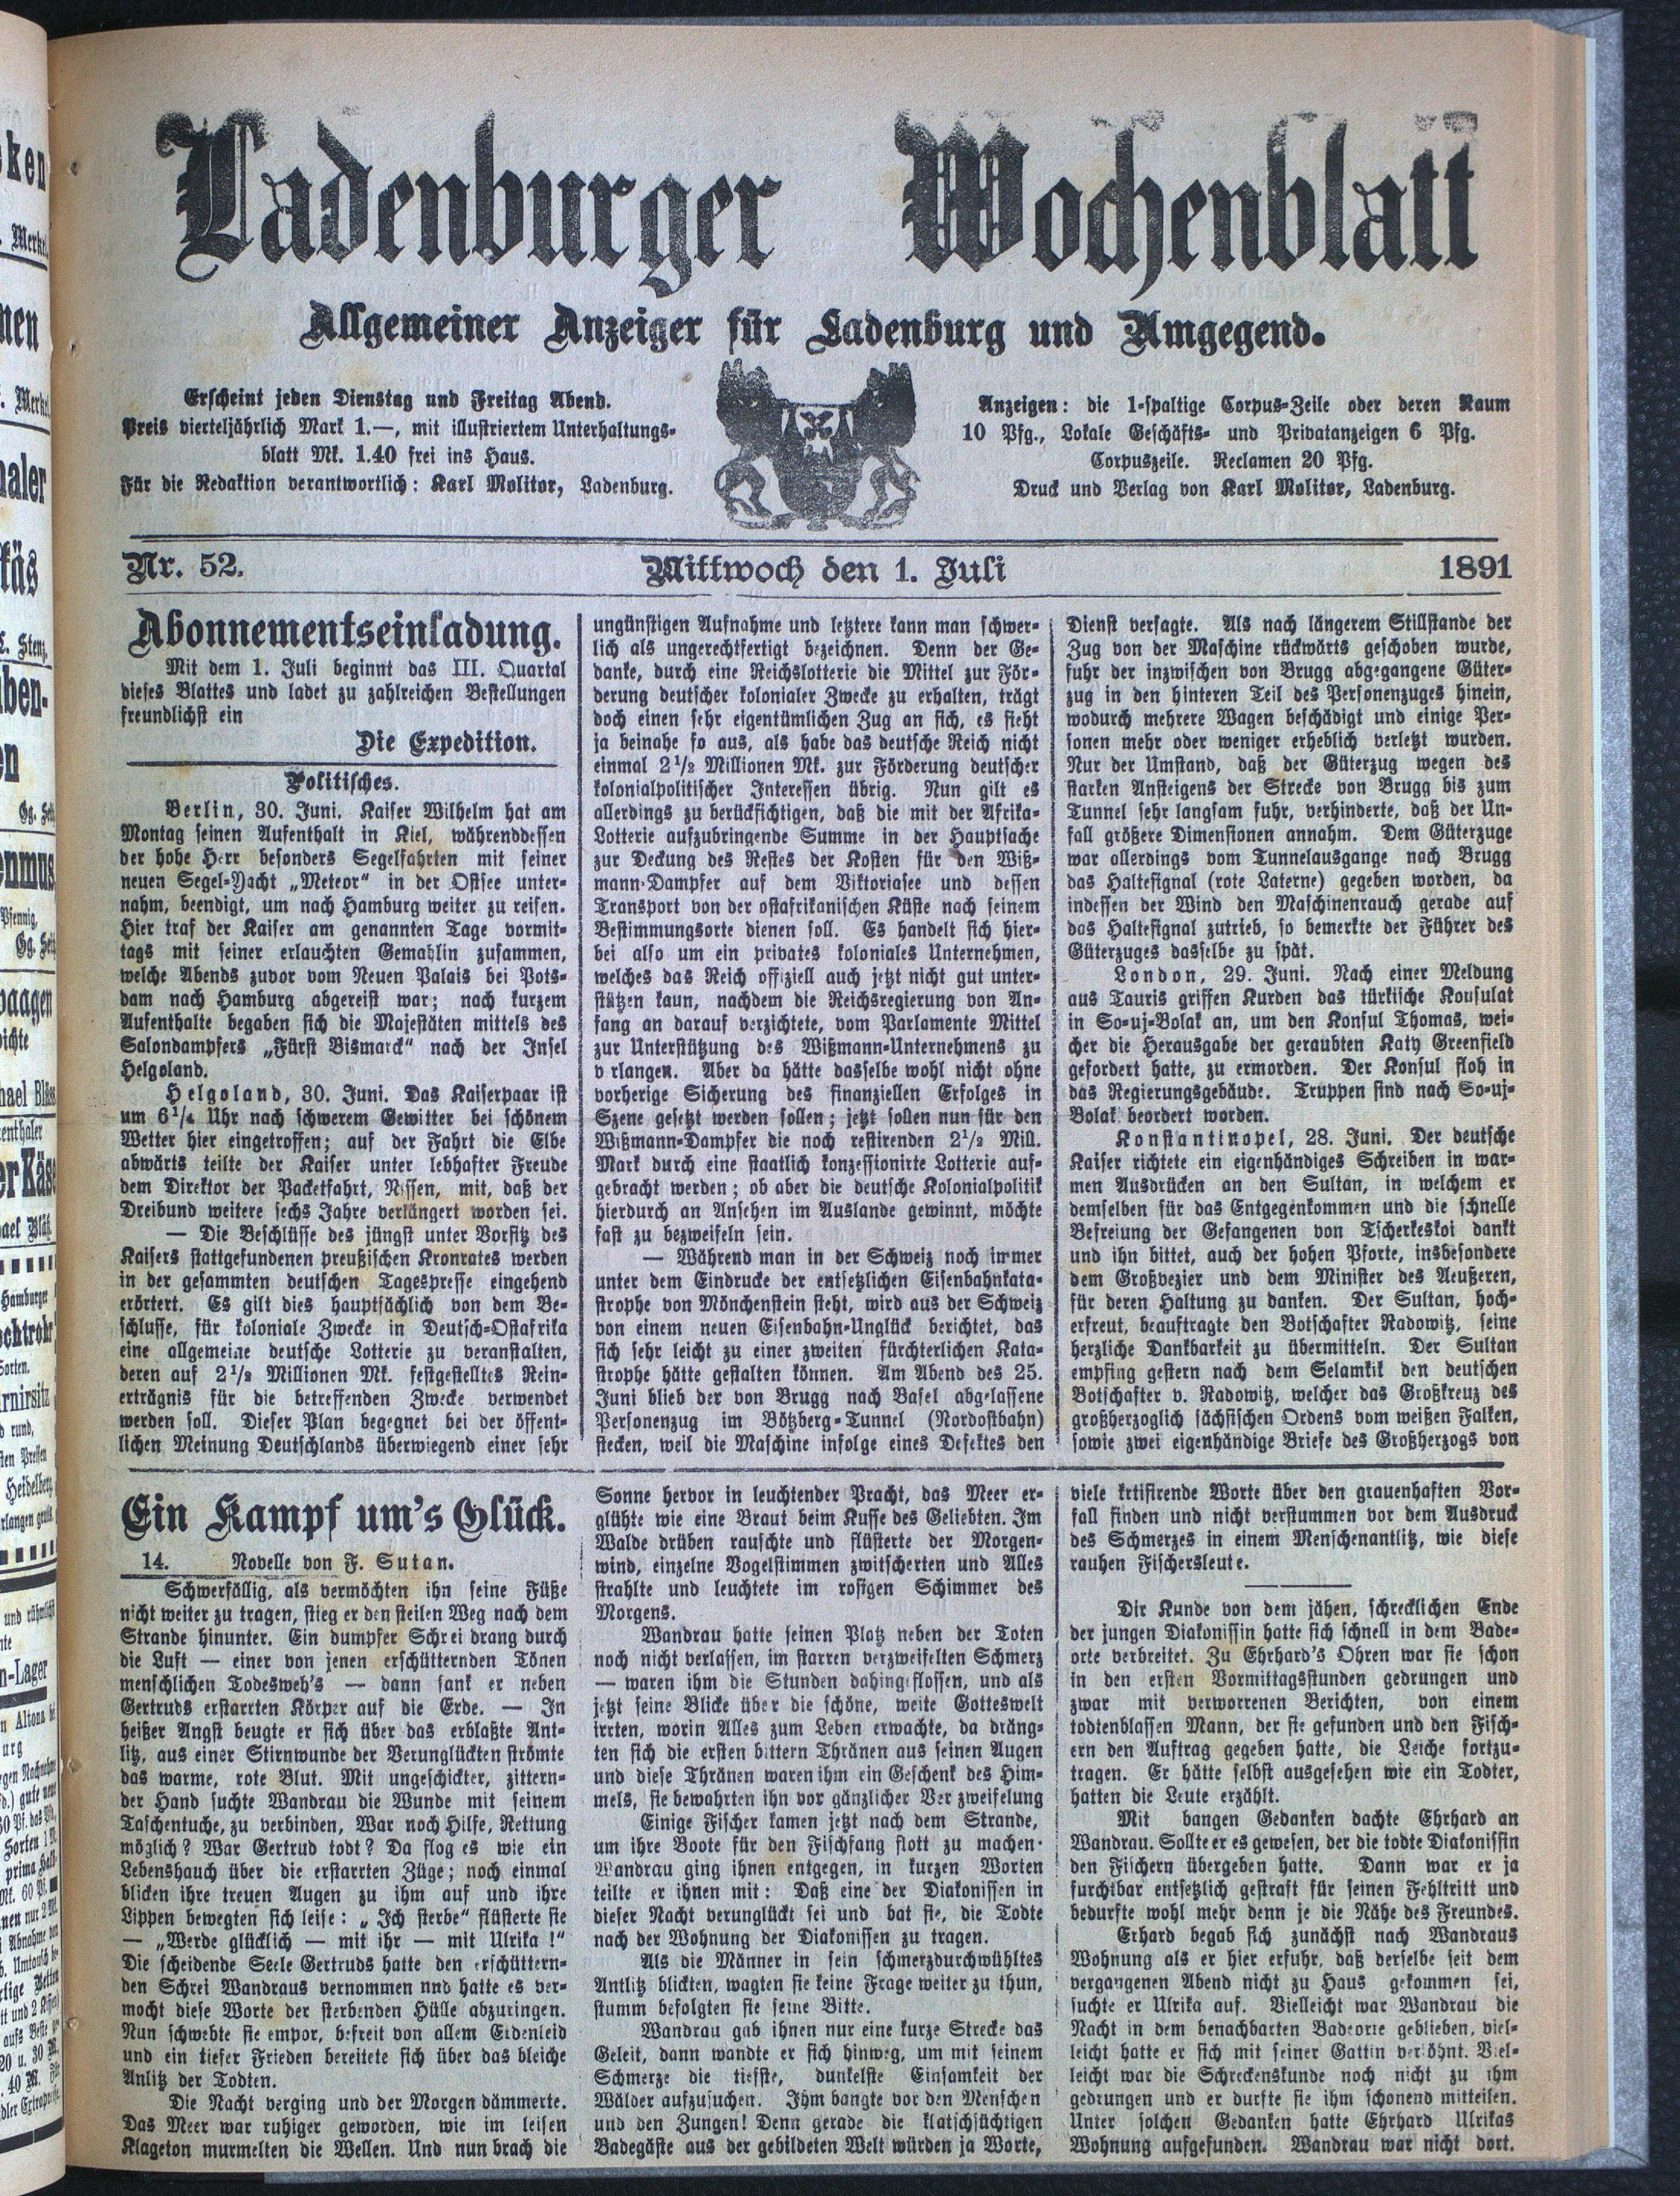 Ladenburger Wochenblatt
Allgemeiner Anzeiger für Ladenburg und Umgegend.
Erscheint jeden Dienstag und Freitag Abend.
Preis vierteljährlich Mark 1.—, mit illustriertem Unterhaltungs-
blatt Mk. 1.40 frei ins Haus.
Für die Redaktion verantwortlich: Karl Molitor, Ladenburg.
Anzeigen: die 1-spaltige Corpus-Zeile oder deren Raum
10 Pfg., Lokale Geschäfts- und Privatanzeigen 6 Pfg.
Corpuszeile. Reclamen 20 Pfg.
Druck und Verlag von Karl Molitor, Ladenburg.
Nr. 52. Mittwoch den 1. Juli 1891
Abonnementseinladung.
Mit dem 1. Juli beginnt das III. Quartal
dieses Blattes und ladet zu zahlreichen Bestellungen
freundlichst ein
Die Expedition.
Politisches.
Berlin, 30. Juni. Kaiser Wilhelm hat am
Montag seinen Aufenthalt in Kiel, währenddessen
der hohe Herr besonders Segelfahrten mit seiner
neuen Segel-Yacht „Meteor“ in der Ostsee unter-
nahm, beendigt, um nach Hamburg weiter zu reisen.
Hier traf der Kaiser am genannten Tage vormit-
tags mit seiner erlauchten Gemahlin zusammen,
welche Abends zuvor vom Neuen Palais bei Pots-
dam nach Hamburg abgereist war; nach kurzem
Aufenthalte begaben sich die Majestäten mittels des
Salondampfers „Fürst Bismarck“ nach der Insel
Helgoland.
Helgoland, 30. Juni. Das Kaiserpaar ist
um 6¼ Uhr nach schwerem Gewitter bei schönem
Wetter hier eingetroffen; auf der Fahrt die Elbe
abwärts teilte der Kaiser unter lebhafter Freude
dem Direktor der Packetfahrt, Nissen, mit, daß der
Dreibund weitere sechs Jahre verlängert worden sei.
— Die Beschlüsse des jüngst unter Vorsitz des
Kaisers stattgefundenen preußischen Kronrates werden
in der gesammten deutschen Tagespresse eingehend
erörtert. Es gilt dies hauptsächlich von dem Be-
schlusse, für koloniale Zwecke in Deutsch-Ostafrika
eine allgemeine deutsche Lotterie zu veranstalten,
deren auf 2½ Millionen Mk. festgestelltes Rein-
erträgnis für die betreffenden Zwecke verwendet
werden soll. Dieser Plan begegnet bei der öffent-
lichen Meinung Deutschlands überwiegend einer sehr
ungünstigen Aufnahme und letztere kann man schwer-
lich als ungerechtfertigt bezeichnen. Denn der Ge-
danke, durch eine Reichslotterie die Mittel zur För-
derung deutscher kolonialer Zwecke zu erhalten, trägt
doch einen sehr eigentümlichen Zug an sich, es sieht
ja beinahe so aus, als habe das deutsche Reich nicht
einmal 2½ Millionen Mk. zur Förderung deutscher
kolonialpolitischer Interessen übrig. Nun gilt es
allerdings zu berücksichtigen, daß die mit der Afrika-
Lotterie aufzubringende Summe in der Hauptsache
zur Deckung des Restes der Kosten für den Wiß-
mann-Dampfer auf dem Viktoriasee und dessen
Transport von der ostafrikanischen Küste nach seinem
Bestimmungsorte dienen soll. Es handelt sich hier-
bei also um ein privates koloniales Unternehmen,
welches das Reich offiziell auch jetzt nicht gut unter-
stützen kaun, nachdem die Reichsregierung von An-
fang an darauf verzichtete, vom Parlamente Mittel
zur Unterstützung des Wißmann-Unternehmens zu
v rlangen. Aber da hätte dasselbe wohl nicht ohne
vorherige Sicherung des finanziellen Erfolges in
Szene gesetzt werden sollen; jetzt sollen nun für den
Wißmann-Dampfer die noch restirenden 2½ Mill.
Mark durch eine staatlich konzessionirte Lotterie auf-
gebracht werden; ob aber die deutsche Kolonialpolitik
hierdurch an Ansehen im Auslande gewinnt, möchte
fast zu bezweifeln sein.
— Während man in der Schweiz noch immer
unter dem Eindrucke der entsetzlichen Eisenbahnkata-
strophe von Mönchenstein steht, wird aus der Schweiz
von einem neuen Eisenbahn-Unglück berichtet, das
sich sehr leicht zu einer zweiten fürchterlichen Kata-
strophe hätte gestalten können. Am Abend des 25.
Juni blieb der von Brugg nach Basel abgelassene
Personenzug im Bötzberg-Tunnel (Nordostbahn)
stecken, weil die Maschine infolge eines Defektes den
Dienst versagte. Als nach längerem Stillstande der
Zug von der Maschine rückwärts geschoben wurde,
fuhr der inzwischen von Brugg abgegangene Güter-
zug in den hinteren Teil des Personenzuges hinein,
wodurch mehrere Wagen beschädigt und einige Per-
sonen mehr oder weniger erheblich verletzt wurden.
Nur der Umstand, daß der Güterzug wegen des
starken Ansteigens der Strecke von Brugg bis zum
Tunnel sehr langsam fuhr, verhinderte, daß der Un-
fall größere Dimensionen annahm. Dem Güterzuge
war allerdings vom Tunnelausgange nach Brugg
das Haltesignal (rote Laterne) gegeben worden, da
indessen der Wind den Maschinenrauch gerade auf
das Haltesignal zutrieb, so bemerkte der Führer des
Güterzuges dasselbe zu spät.
London, 29. Juni. Nach einer Meldung
aus Tauris griffen Kurden das türkische Konsulat
in So-uj-Bolak an, um den Konsul Thomas, wel-
cher die Herausgabe der geraubten Katy Greenfield
gefordert hatte, zu ermorden. Der Konsul floh in
das Regierungsgebäude. Truppen sind nach So-uj-
Bolak beordert worden.
Konstantinopel, 28. Juni. Der deutsche
Kaiser richtete ein eigenhändiges Schreiben in war-
men Ausdrücken an den Sultan, in welchem er
demselben für das Entgegenkommen und die schnelle
Befreiung der Gefangenen von Tscherkeskoi dankt
und ihn bittet, auch der hohen Pforte, insbesondere
dem Großvezier und dem Minister des Aeußeren,
für deren Haltung zu danken. Der Sultan, hoch-
erfreut, beauftragte den Botschafter Radowitz, seine
herzliche Dankbarkeit zu übermitteln. Der Sultan
empfing gestern nach dem Selamlik den deutschen
Botschafter v. Radowitz, welcher das Großkreuz des
großherzoglich sächsischen Ordens vom weißen Falken,
sowie zwei eigenhändige Briefe des Großherzogs von
Ein Kampf um's Glück.
14. Novelle von F. Sutan.
Schwerfällig, als vermöchten ihn seine Füße
nicht weiter zu tragen, stieg er den steilen Weg nach dem
Strande hinunter. Ein dumpfer Schrei drang durch
die Luft — einer von jenen erschütternden Tönen
menschlichen Todesweh's — dann sank er neben
Gertruds erstarrten Körper auf die Erde. — In
heißer Angst beugte er sich über das erblaßte Ant-
litz, aus einer Stirnwunde der Verunglückten strömte
das warme, rote Blut. Mit ungeschickter, zittern-
der Hand suchte Wandrau die Wunde mit seinem
Taschentuche, zu verbinden, War noch Hilfe, Rettung
möglich? War Gertrud todt? Da flog es wie ein
Lebenshauch über die erstarrten Züge; noch einmal
blicken ihre treuen Augen zu ihm auf und ihre
Lippen bewegten sich leise: „Ich sterbe“ flüsterte sie
— „Werde glücklich — mit ihr — mit Ulrika!“
Die scheidende Seele Gertruds hatte den erschüttern-
den Schrei Wandraus vernommen nnd hatte es ver-
mocht diese Worte der sterbenden Hülle abzuringen.
Nun schwebte sie empor, befreit von allem Erdenleid
und ein tiefer Frieden bereitete sich über das bleiche
Anlitz der Todten.
Die Nacht verging und der Morgen dämmerte.
Das Meer war ruhiger geworden, wie im leisen
Klageton murmelten die Wellen. Und nun brach die
Sonne hervor in leuchtender Pracht, das Meer er-
glühte wie eine Braut beim Kusse des Geliebten. Im
Walde drüben rauschte und flüsterte der Morgen-
wind, einzelne Vogelstimmen zwitscherten und Alles
strahlte und leuchtete im rosigen Schimmer des
Morgens.
Wandrau hatte seinen Platz neben der Toten
noch nicht verlassen, im starren verzweifelten Schmerz
— waren ihm die Stunden dahingeflossen, und als
jetzt seine Blicke über die schöne, weite Gotteswelt
irrten, worin Alles zum Leben erwachte, da dräng-
ten sich die ersten bittern Thränen aus seinen Augen
und diese Thränen waren ihm ein Geschenk des Him-
mels, sie bewahrten ihn vor gänzlicher Verzweifelung
Einige Fischer kamen jetzt nach dem Strande,
um ihre Boote für den Fischfang flott zu machen·
Wandrau ging ihnen entgegen, in kurzen Worten
teilte er ihnen mit: Daß eine der Diakonissen in
dieser Nacht verunglückt sei und bat sie, die Todte
nach der Wohnung der Diakonissen zu tragen.
Als die Männer in sein schmerzdurchwühltes
Antlitz blickten, wagten sie keine Frage weiter zu thun,
stumm befolgten sie seine Bitte.
Wandrau gab ihnen nur eine kurze Strecke das
Geleit, dann wandte er sich hinweg, um mit seinem
Schmerze die tiefste, dunkelste Einsamkeit der
Wälder aufzusuchen. Ihm bangte vor den Menschen
und den Zungen! Denn gerade die klatschsüchtigen
Badegäste aus der gebildeten Welt würden ja Worte,
viele krtisirende Worte über den grauenhaften Vor-
fall finden und nicht verstummen vor dem Ausdruck
des Schmerzes in einem Menschenantlitz, wie diese
rauhen Fischersleute.
Dir Kunde von dem jähen, schrecklichen Ende
der jungen Diakonissin hatte sich schnell in dem Bade-
orte verbreitet. Zu Ehrhard's Ohren war sie schon
in den ersten Vormittagsstunden gedrungen und
zwar mit verworrenen Berichten, von einem
todtenblassen Mann, der sie gefunden und den Fisch-
ern den Auftrag gegeben hatte, die Leiche fortzu-
tragen. Er hätte selbst ausgesehen wie ein Todter,
hatten die Leute erzählt.
Mit bangen Gedanken dachte Ehrhard an
Wandrau. Sollte er es gewesen, der die todte Diakonissin
den Fischern übergeben hatte. Dann war er ja
furchtbar entsetzlich gestraft für seinen Fehltritt und
bedurfte wohl mehr denn je die Nähe des Freundes.
Erhard begab sich zunächst nach Wandraus
Wohnung als er hier erfuhr, daß derselbe seit dem
vergangenen Abend nicht zu Haus gekommen sei,
suchte er Ulrika auf. Vielleicht war Wandrau die
Nacht in dem benachbarten Badeorte geblieben, viel-
leicht hatte er sich mit seiner Gattin versöhnt. Viel-
leicht war die Schreckenskunde noch nicht zu ihm
gedrungen und er durfte sie ihm schonend mitteilen.
Unter solchen Gedanken hatte Ehrhard Ulrikas
Wohnung aufgefunden. Wandrau war nicht dort.